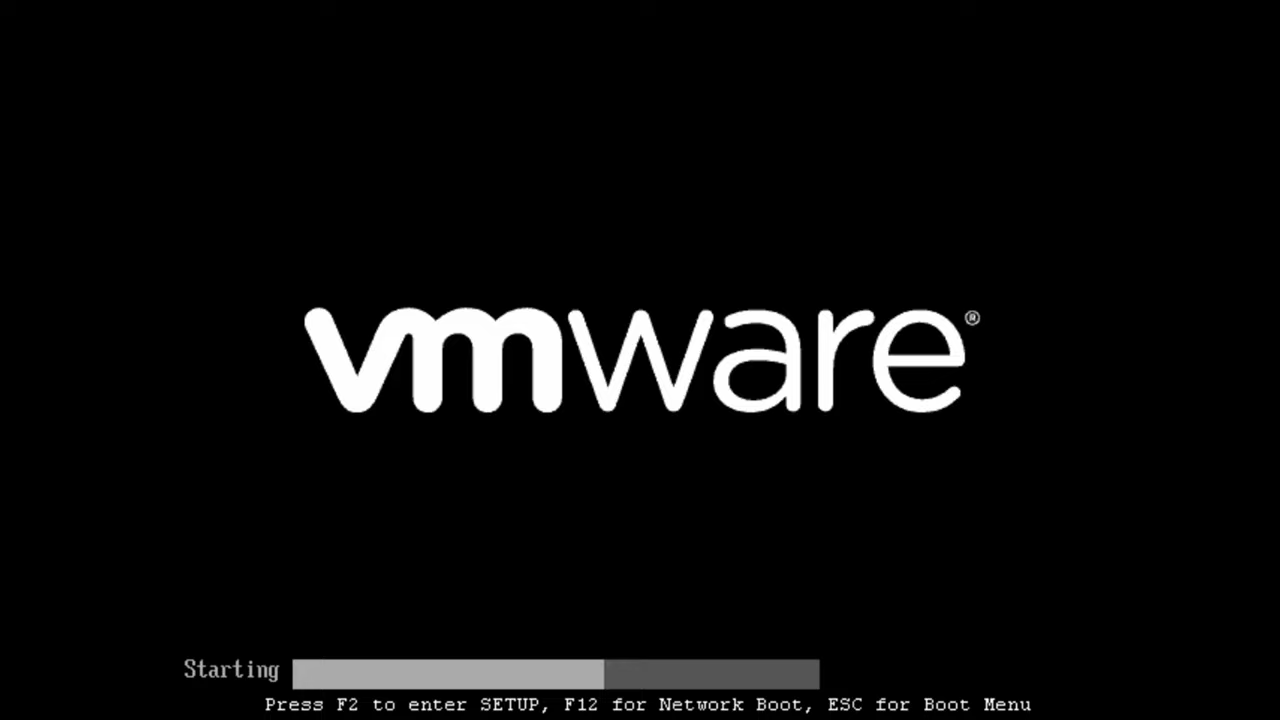 vmware®
Starting
Press F2 to enter SETUP, F12 for Network Boot, ESC for Boot Menu